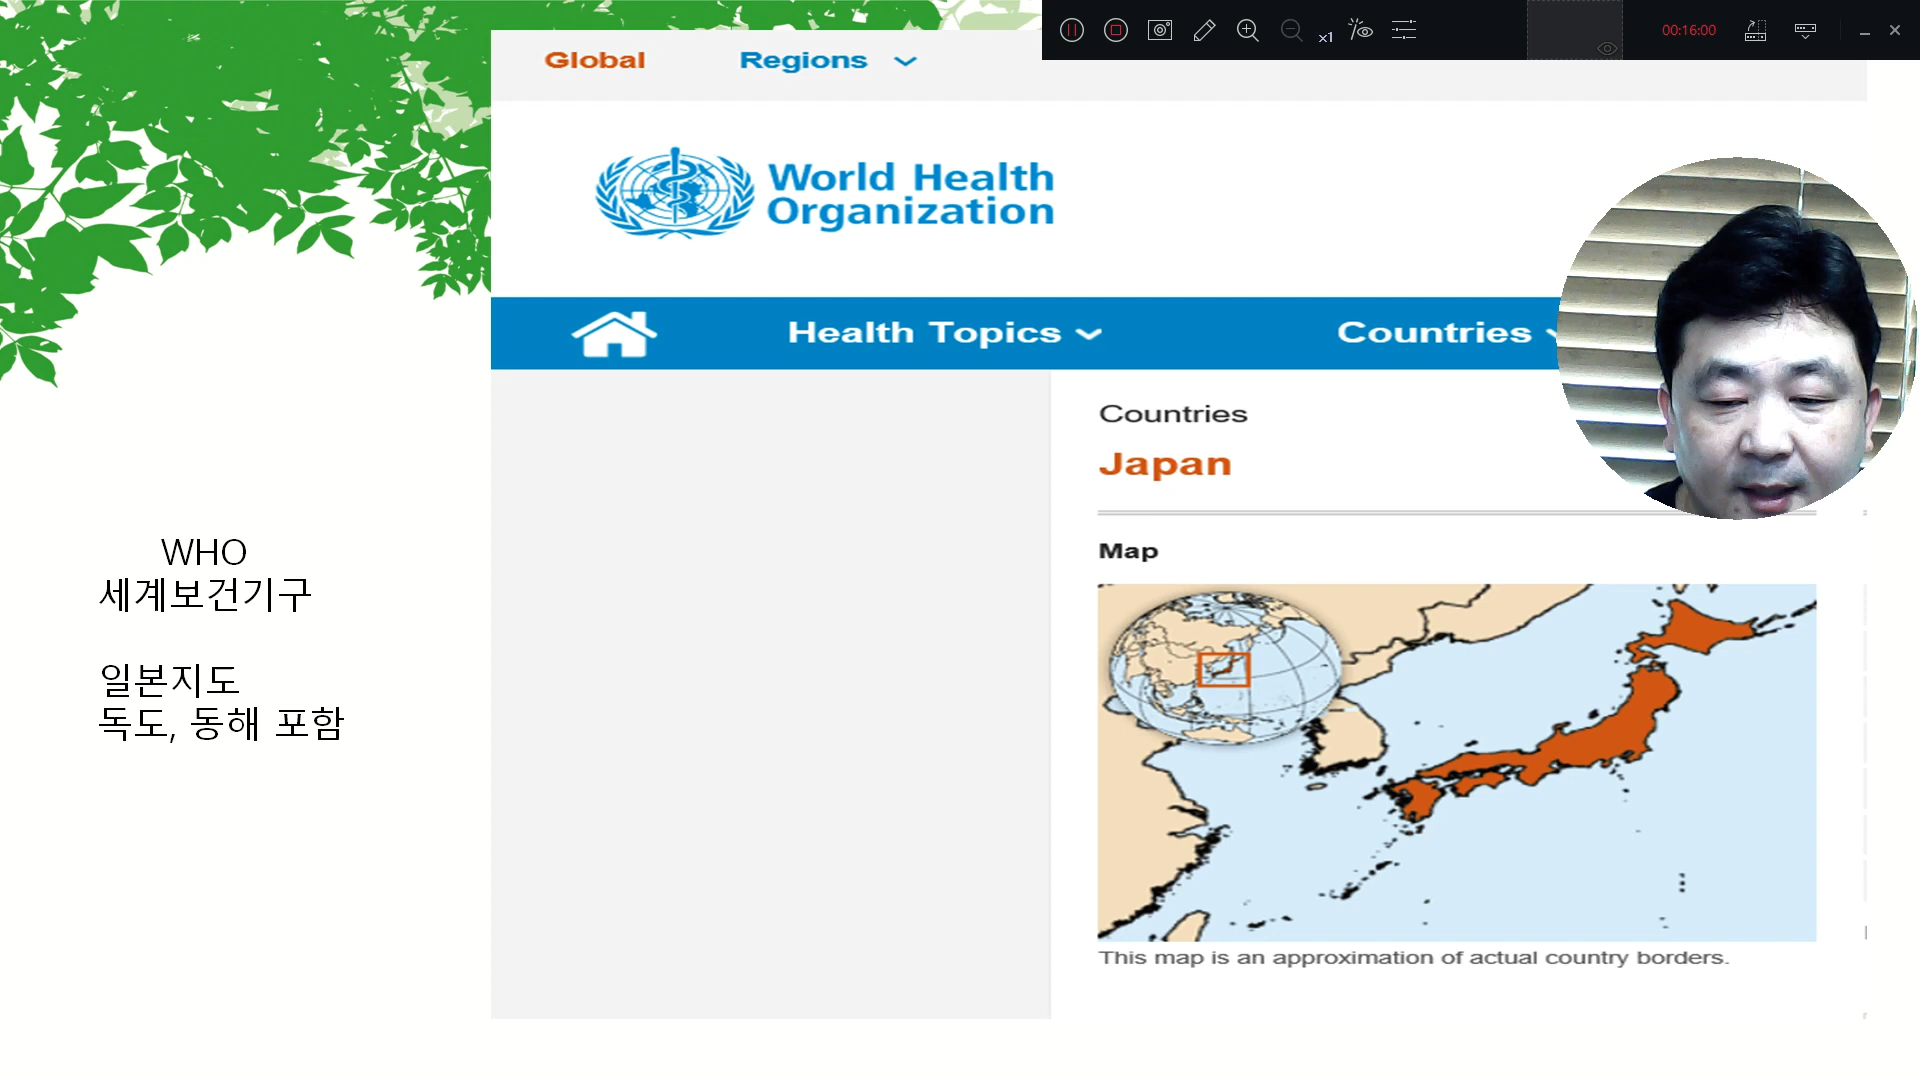 Global
Regions
x1
00:16:00
World Health
Organization
Health Topics
Countries
Countries
Japan
Map
This map is an approximation of actual country borders.
WHO
세계보건기구
일본지도
독도, 동해 포함